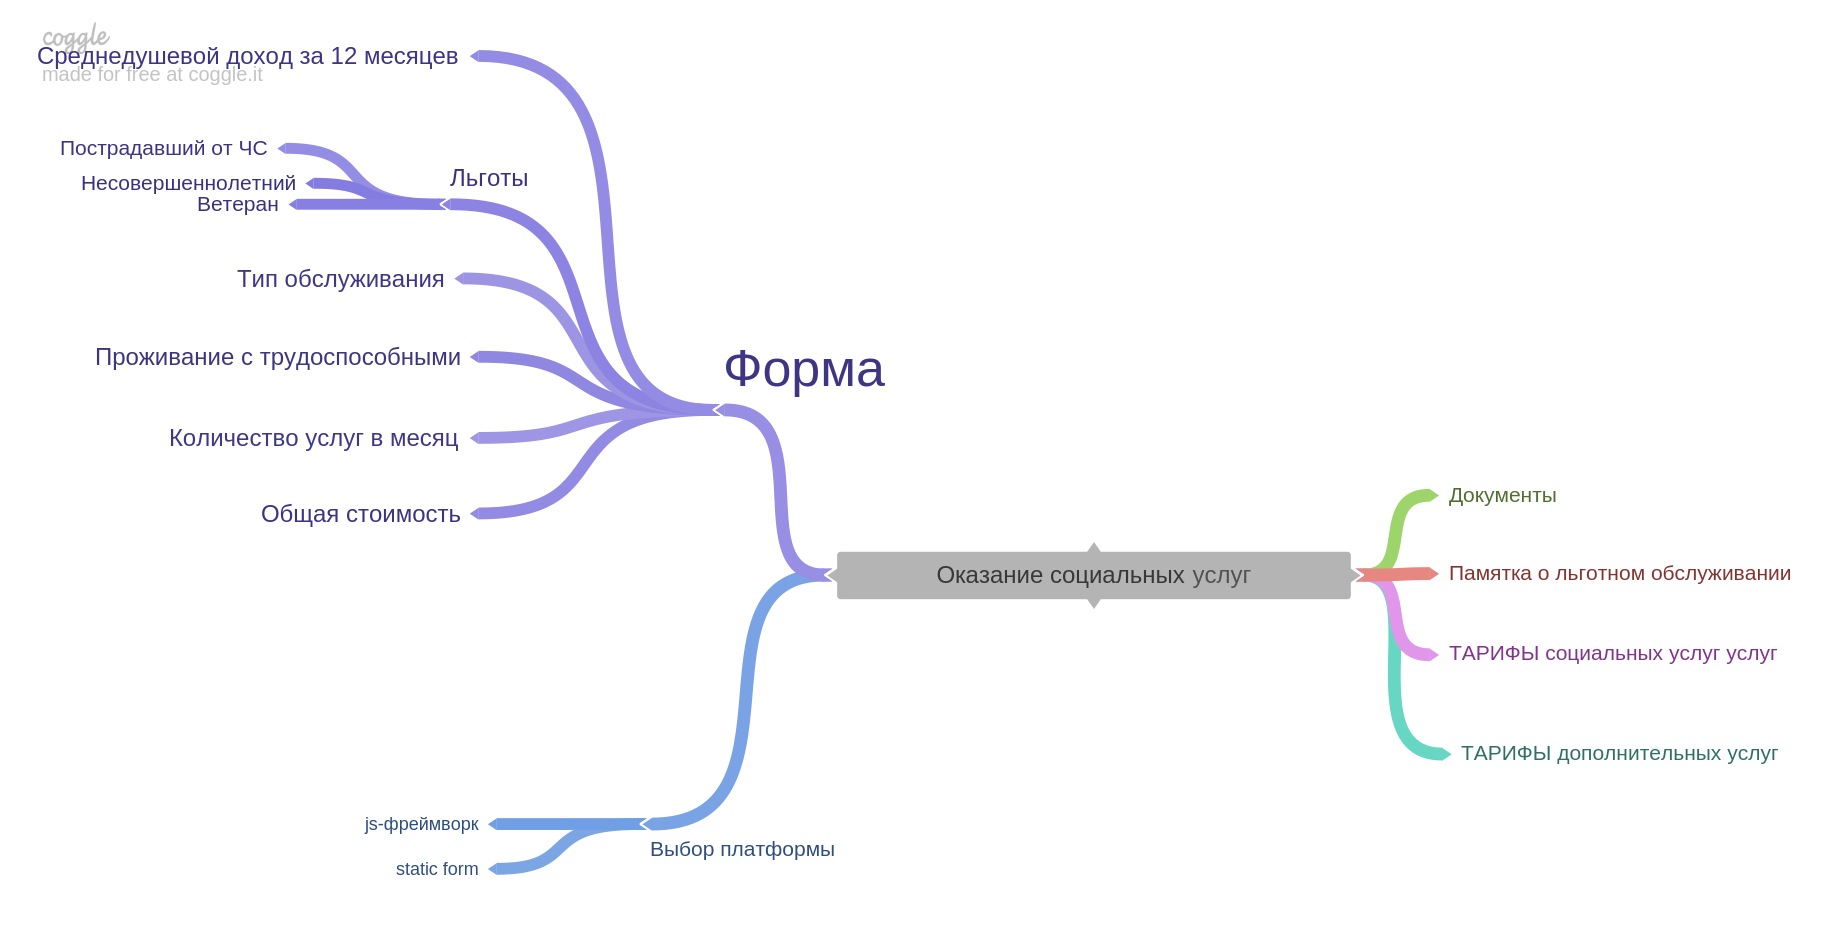 coggle
Среднедушевой доход за 12 месяцев
made for free at coggle.it
Пострадавший от ЧС
Льготы
Несовершеннолетний
Ветеран
Тип обслуживания
Проживание с трудоспособными
Форма
Количество услуг в месяц
Общая стоимость
Документы
Оказание социальных услуг
Памятка о льготном обслуживании
ТАРИФЫ социальных услуг услуг
ТАРИФЫ дополнительных услуг
js-фреймворк
Выбор платформы
static form